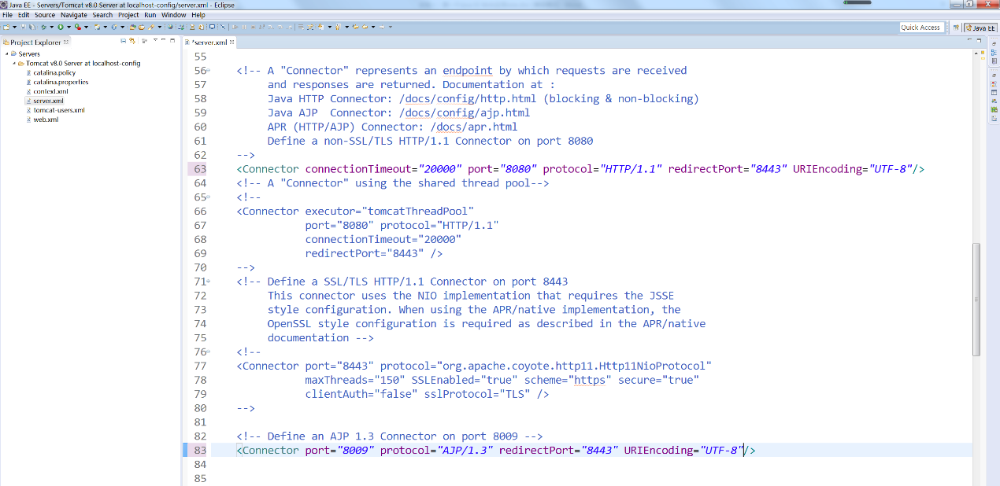 Java EE - Servers/Tomcat v8.0 Server at localhost-config/server.xml - Eclipse
File Edit Source Navigate Search Project Run Window Help
Quick Access
Java EE
Project Explorer
Servers
Tomcat v8.0 Server at localhost-config
catalina.policy
catalina.properties
context.xml
server.xml
tomcat-users.xml
web.xml
*server.xml
55
56 <!-- A "Connector" represents an endpoint by which requests are received
57 and responses are returned. Documentation at :
58 Java HTTP Connector: /docs/config/http.html (blocking & non-blocking)
59 Java AJP  Connector: /docs/config/ajp.html
60 APR (HTTP/AJP) Connector: /docs/apr.html
61 Define a non-SSL/TLS HTTP/1.1 Connector on port 8080
62 -->
63 <Connector connectionTimeout="20000" port="8080" protocol="HTTP/1.1" redirectPort="8443" URIEncoding="UTF-8"/>
64 <!-- A "Connector" using the shared thread pool-->
65 <!--
66 <Connector executor="tomcatThreadPool"
67 port="8080" protocol="HTTP/1.1"
68 connectionTimeout="20000"
69 redirectPort="8443" />
70 -->
71 <!-- Define a SSL/TLS HTTP/1.1 Connector on port 8443
72 This connector uses the NIO implementation that requires the JSSE
73 style configuration. When using the APR/native implementation, the
74 OpenSSL style configuration is required as described in the APR/native
75 documentation -->
76 <!--
77 <Connector port="8443" protocol="org.apache.coyote.http11.Http11NioProtocol"
78 maxThreads="150" SSLEnabled="true" scheme="https" secure="true"
79 clientAuth="false" sslProtocol="TLS" />
80 -->
81
82 <!-- Define an AJP 1.3 Connector on port 8009 -->
83 <Connector port="8009" protocol="AJP/1.3" redirectPort="8443" URIEncoding="UTF-8"/>
84
85